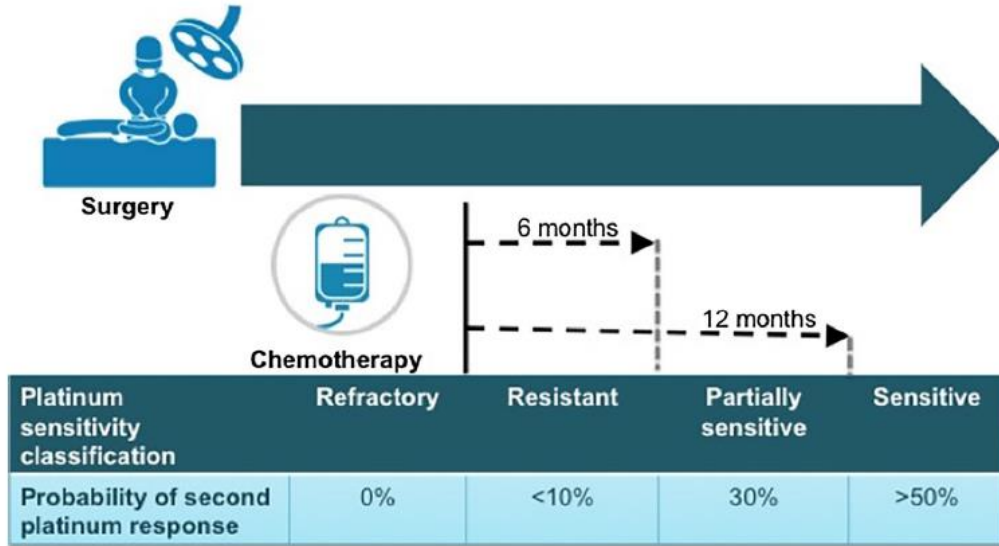 Surgery
6 months
12 months
Chemotherapy
Platinum
sensitivity
classification
Refractory
Resistant
Partially
sensitive
Sensitive
Probability of second
platinum response
0%
<10%
30%
>50%